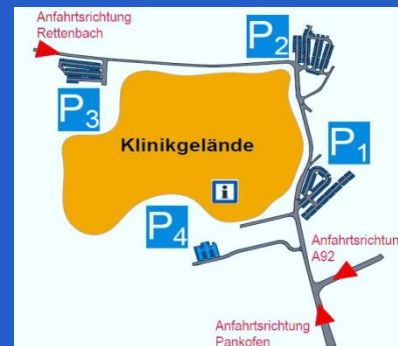 Anfahrtsrichtung
Rettenbach
P2
P3
Klinikgelände
P1
i
P4
Anfahrtsrichtun
A92
Anfahrtsrichtung
Pankofen